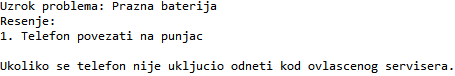 Uzrok problema: Prazna baterija
Resenje:
1. Telefon povezati na punjac
Ukoliko se telefon nije ukljucio odneti kod ovlascenog servisera.